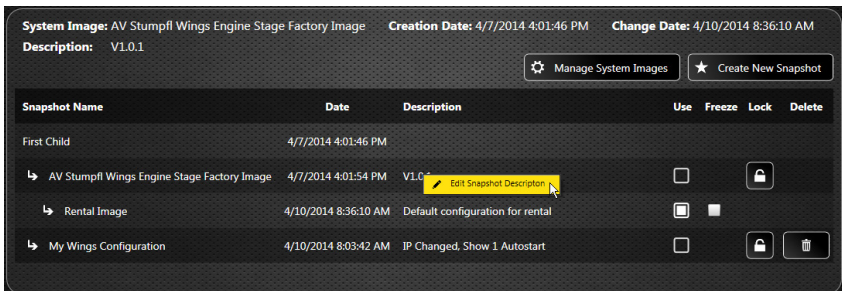 System Image: AV Stumpfl Wings Engine Stage Factory Image Creation Date: 4/7/2014 4:01:46 PM Change Date: 4/10/2014 8:36:10 AM
Description: V1.0.1
Manage System Images Create New Snapshot
Snapshot Name Date Description Use Freeze Lock Delete
First Child 4/7/2014 4:01:46 PM
AV Stumpfl Wings Engine Stage Factory Image 4/7/2014 4:01:54 PM V1.0.1
Edit Snapshot Descripton
Rental Image 4/10/2014 8:36:10 AM Default configuration for rental
My Wings Configuration 4/10/2014 8:03:42 AM IP Changed, Show 1 Autostart